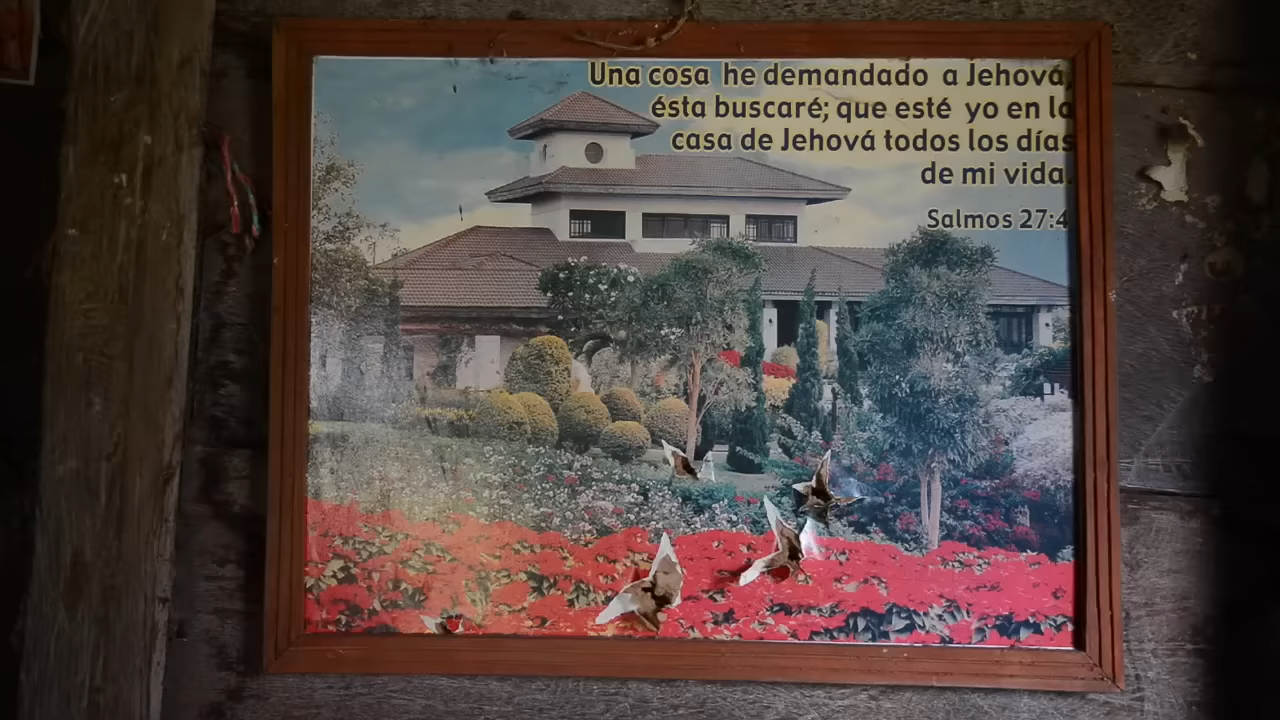 Una cosa he demandado a Jehová,
ésta buscaré; que esté yo en la
casa de Jehová todos los días
de mi vida.
Salmos 27:4